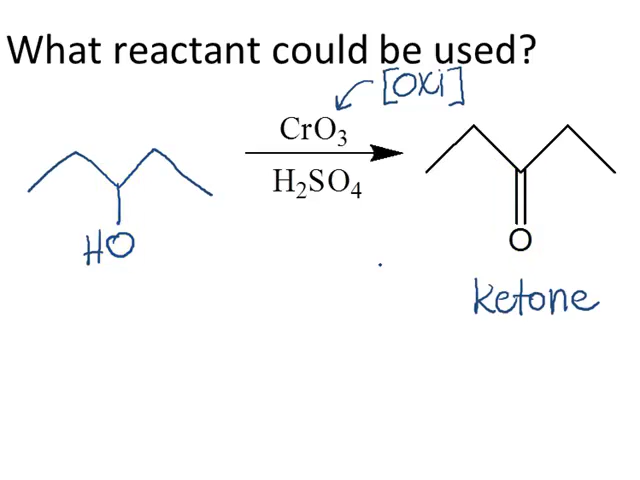 What reactant could be used?
[oxi]
CrO₃
H₂SO₄
HO
O
ketone